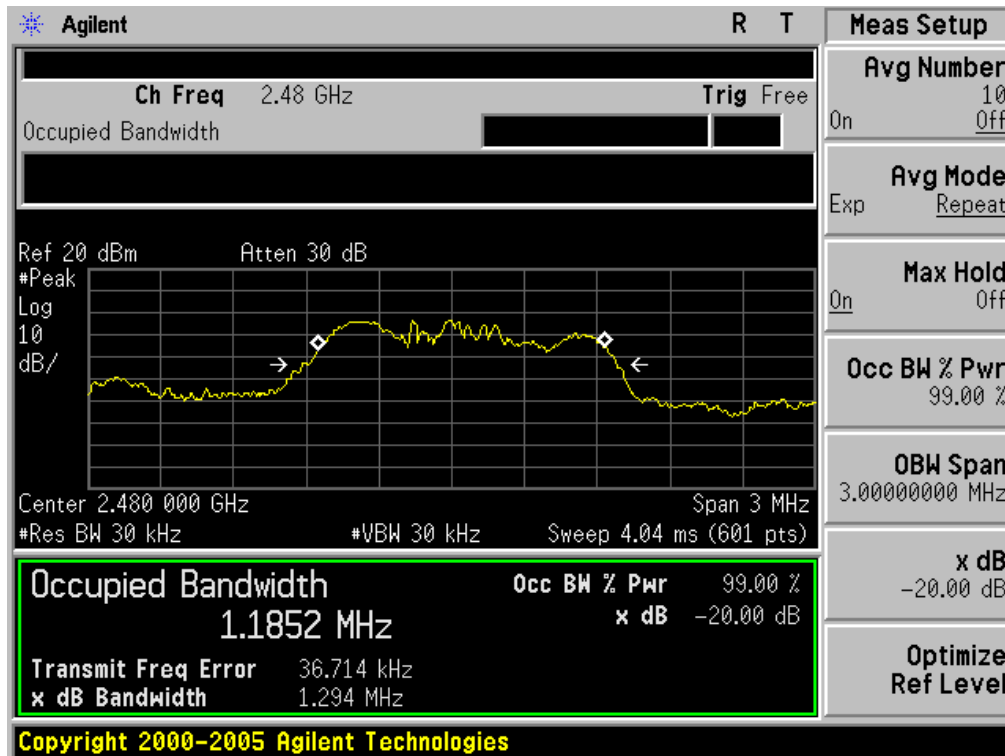 Agilent R T
Ch Freq 2.48 GHz Trig Free
Occupied Bandwidth
Ref 20 dBm Atten 30 dB
#Peak
Log
10
dB/
Center 2.480 000 GHz Span 3 MHz
#Res BW 30 kHz #VBW 30 kHz Sweep 4.04 ms (601 pts)
Occupied Bandwidth Occ BW % Pwr 99.00 %
1.1852 MHz x dB -20.00 dB
Transmit Freq Error 36.714 kHz
x dB Bandwidth 1.294 MHz
Copyright 2000-2005 Agilent Technologies
Meas Setup
Avg Number
10
On Off
Avg Mode
Exp Repeat
Max Hold
On Off
Occ BW % Pwr
99.00 %
OBW Span
3.00000000 MHz
x dB
-20.00 dB
Optimize
Ref Level